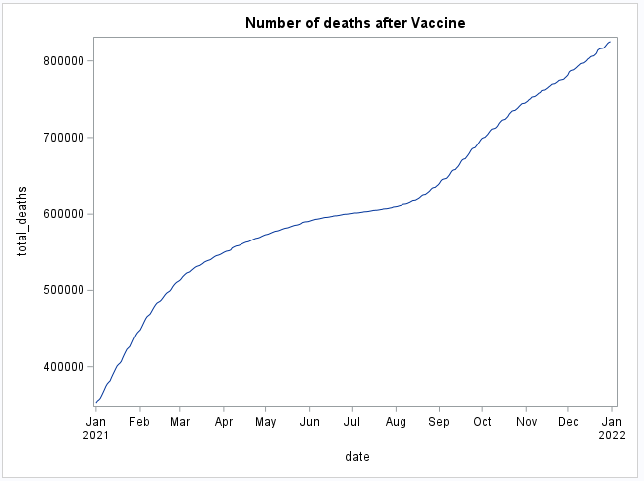 Number of deaths after Vaccine
total_deaths
800000
700000
600000
500000
400000
Jan Feb Mar Apr May Jun Jul Aug Sep Oct Nov Dec Jan
2021 2022
date